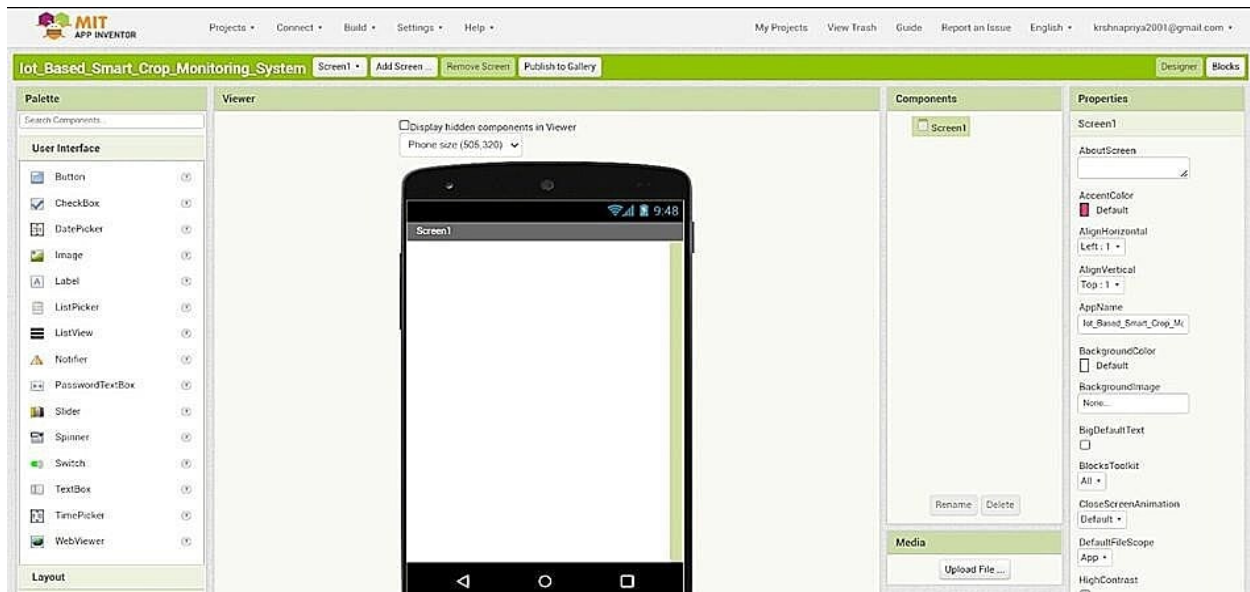 MIT
APP INVENTOR
Projects Connect Build Settings Help My Projects View Trash Guide Report an Issue English krshnapriya2001@gmail.com
Iot_Based_Smart_Crop_Monitoring_System Screen1 Add Screen ... Remove Screen Publish to Gallery Designer Blocks
Palette
Search Components...
User Interface
Button
CheckBox
DatePicker
Image
Label
ListPicker
ListView
Notifier
PasswordTextBox
Slider
Spinner
Switch
TextBox
TimePicker
WebViewer
Layout
Viewer
Display hidden components in Viewer
Phone size (505,320)
9:48
Screen1
Components
Screen1
Rename Delete
Media
Upload File ...
Properties
Screen1
AboutScreen
AccentColor
Default
AlignHorizontal
Left : 1
AlignVertical
Top : 1
AppName
Iot_Based_Smart_Crop_Mc
BackgroundColor
Default
BackgroundImage
None...
BigDefaultText
BlocksToolkit
All
CloseScreenAnimation
Default
DefaultFileScope
App
HighContrast